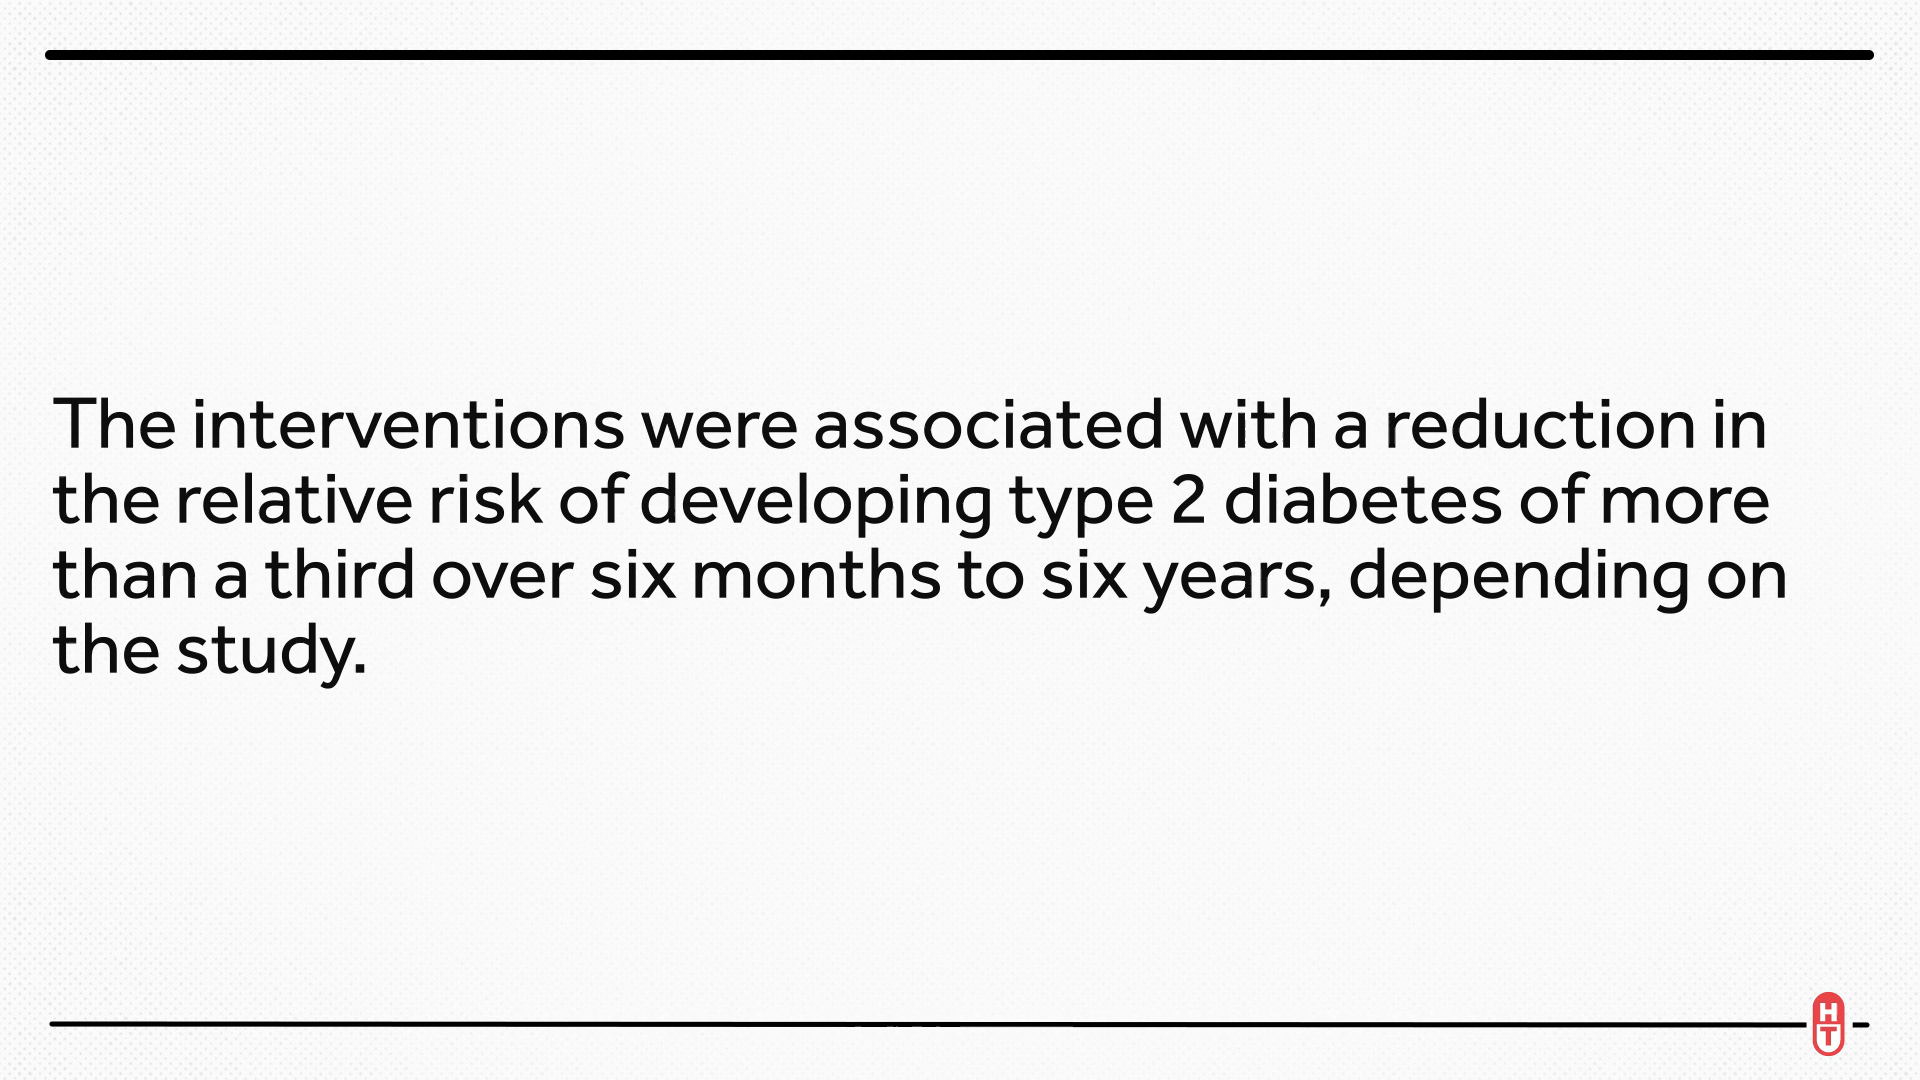 The interventions were associated with a reduction in
the relative risk of developing type 2 diabetes of more
than a third over six months to six years, depending on
the study.
H
T